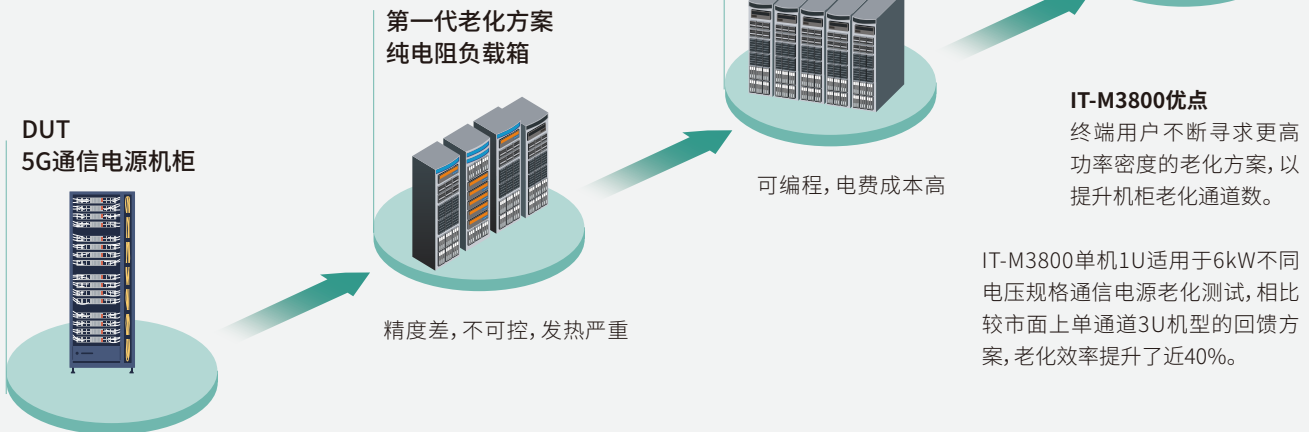 DUT
5G通信电源机柜
第一代老化方案
纯电阻负载箱
精度差，不可控，发热严重
可编程，电费成本高
IT-M3800优点
终端用户不断寻求更高
功率密度的老化方案，以
提升机柜老化通道数。
IT-M3800单机1U适用于6kW不同
电压规格通信电源老化测试，相比
较市面上单通道3U机型的回馈方
案，老化效率提升了近40%。